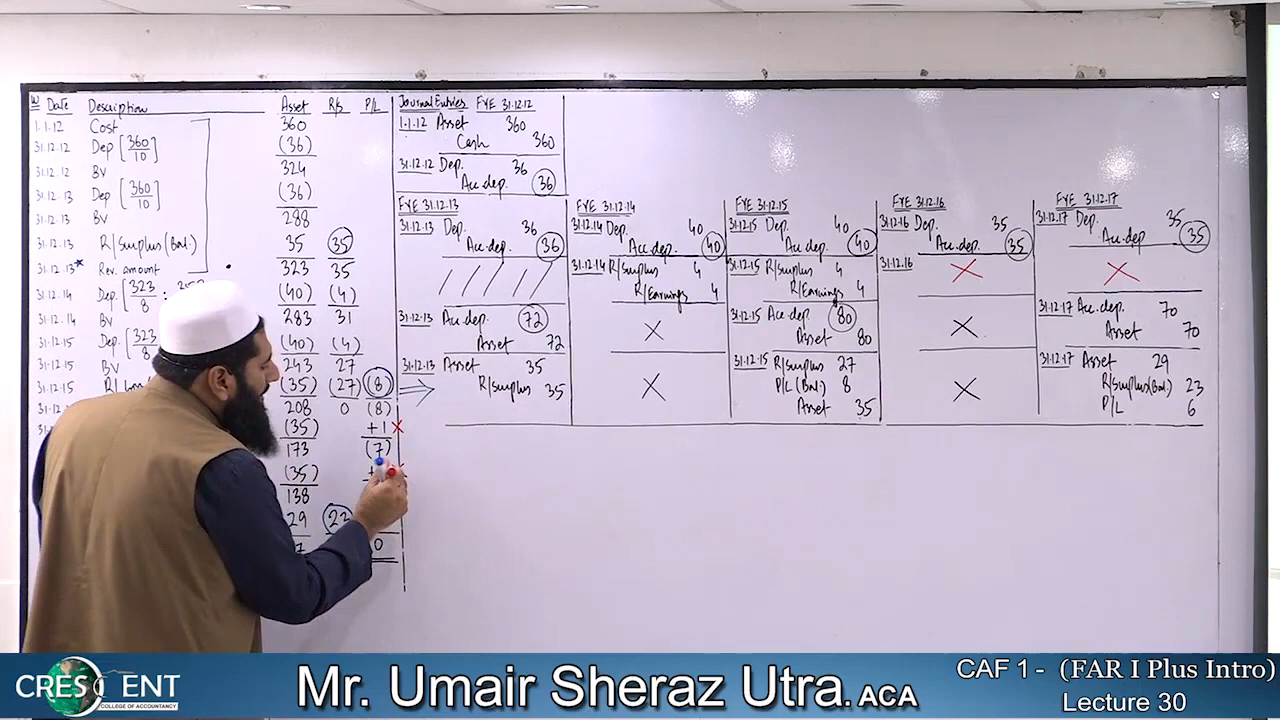 W Date Description Asset R/S P/L
1.1.12 Cost 360
31.12.12 Dep [360/10] (36)
31.12.12 BV 324
31.12.13 Dep [360/10] (36)
31.12.13 BV 288
31.12.13 R/Surplus (Bal.) 35 35
31.12.13* Rev. amount 323 35
31.12.14 Dep. [323/8 : (40) (4)
31.12.14 BV 283 31
31.12.15 Dep. [323/8 (40) (4)
31.12.15 BV 243 27
31.12.15 (35) (27) (8)
208 0 (8)
(35) +1 X
173 (7)
(35)
138
29
0
Journal Entries FYE 31.12.12
1.1.12 Asset 360
Cash 360
31.12.12 Dep. 36
Acc. dep. 36
FYE 31.12.13
31.12.13 Dep. 36
Acc dep. 36
31.12.13 Acc. dep. 72
Asset 72
31.12.13 Asset 35
R/Surplus 35
FYE 31.12.14
31.12.14 Dep. 40
Acc. dep. 40
31.12.14 R/Surplus 4
R/Earnings 4
X
X
FYE 31.12.15
31.12.15 Dep. 40
Acc. dep. 40
31.12.15 R/Surplus 4
R/Earning 4
31.12.15 Acc. dep. 80
Asset 80
31.12.15 R/Surplus 27
P/L (Bal.) 8
Asset 35
FYE 31.12.16
31.12.16 Dep. 35
Acc. dep. 35
31.12.16 X
X
X
FYE 31.12.17
31.12.17 Dep. 35
Acc. dep 35
X
31.12.17 Acc. dep. 70
Asset 70
31.12.17 Asset 29
R/Surplus (Bal.) 23
P/L 6
CRESCENT
COLLEGE OF ACCOUNTANCY
Mr. Umair Sheraz Utra. ACA
CAF 1 - (FAR I Plus Intro)
Lecture 30